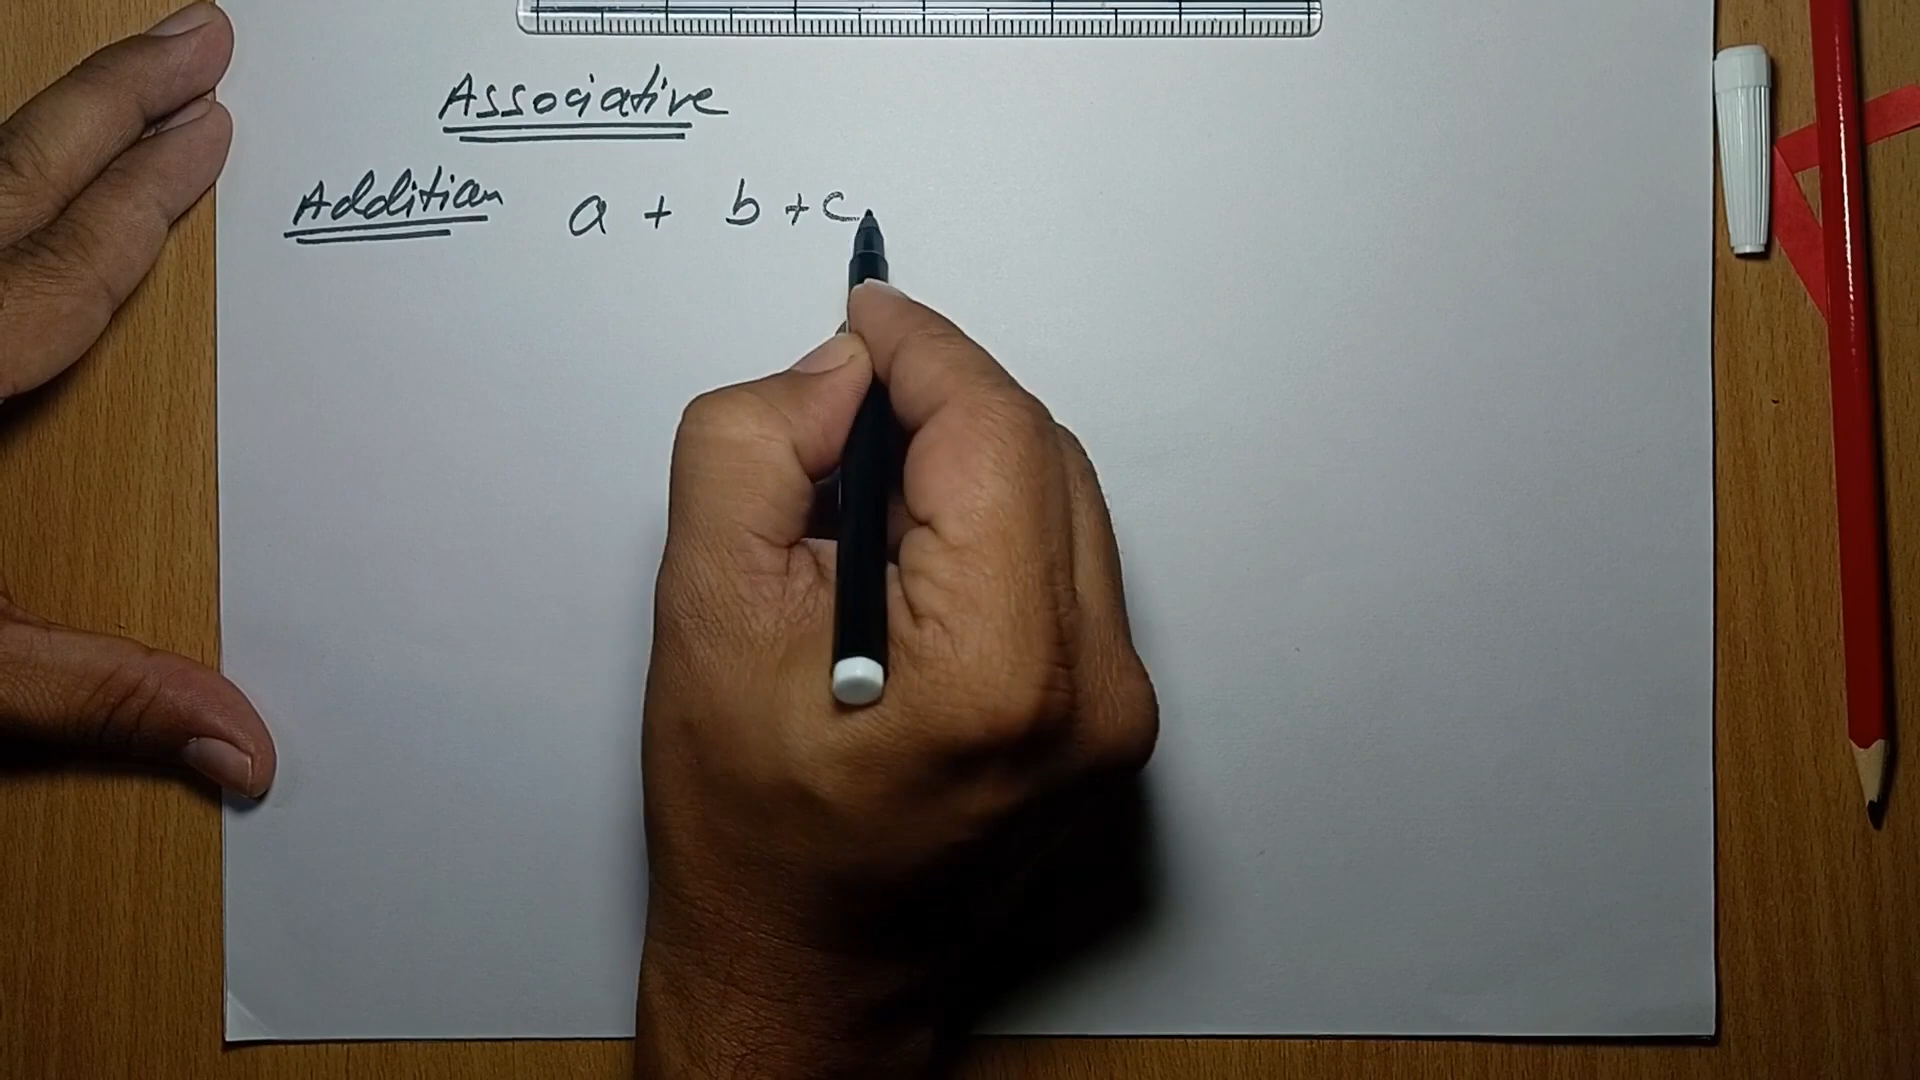 Associative
Addition a + b + c